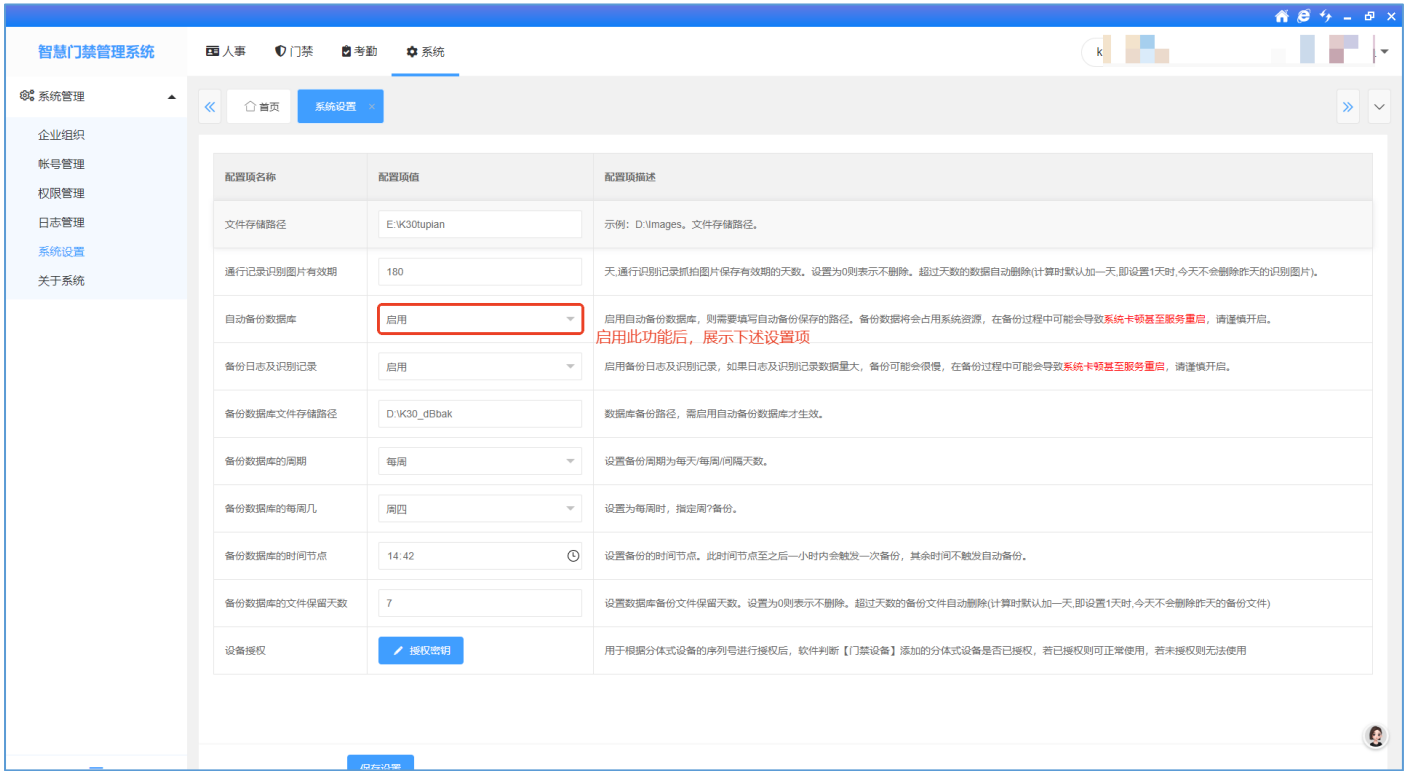 智慧门禁管理系统
人事
门禁
考勤
系统
k
系统管理
企业组织
帐号管理
权限管理
日志管理
系统设置
关于系统
首页
系统设置
配置项名称 配置项值 配置项描述
文件存储路径 E:\K30tupian 示例：D:\Images。文件存储路径。
通行记录识别图片有效期 180 天,通行识别记录抓拍图片保存有效期的天数。设置为0则表示不删除。超过天数的数据自动删除(计算时默认加一天,即设置1天时,今天不会删除昨天的识别图片)。
自动备份数据库 启用 启用自动备份数据库，则需要填写自动备份保存的路径。备份数据将会占用系统资源，在备份过程中可能会导致系统卡顿甚至服务重启，请谨慎开启。
启用此功能后，展示下述设置项
备份日志及识别记录 启用 启用备份日志及识别记录，如果日志及识别记录数据量大，备份可能会很慢，在备份过程中可能会导致系统卡顿甚至服务重启，请谨慎开启。
备份数据库文件存储路径 D:\K30_dBbak 数据库备份路径，需启用自动备份数据库才生效。
备份数据库的周期 每周 设置备份周期为每天/每周/间隔天数。
备份数据库的每周几 周四 设置为每周时，指定周?备份。
备份数据库的时间节点 14:42 设置备份的时间节点。此时间节点至之后一小时内会触发一次备份，其余时间不触发自动备份。
备份数据库的文件保留天数 7 设置数据库备份文件保留天数。设置为0则表示不删除。超过天数的备份文件自动删除(计算时默认加一天,即设置1天时,今天不会删除昨天的备份文件)
设备授权 授权密钥 用于根据分体式设备的序列号进行授权后，软件判断【门禁设备】添加的分体式设备是否已授权，若已授权则可正常使用，若未授权则无法使用
保存设置